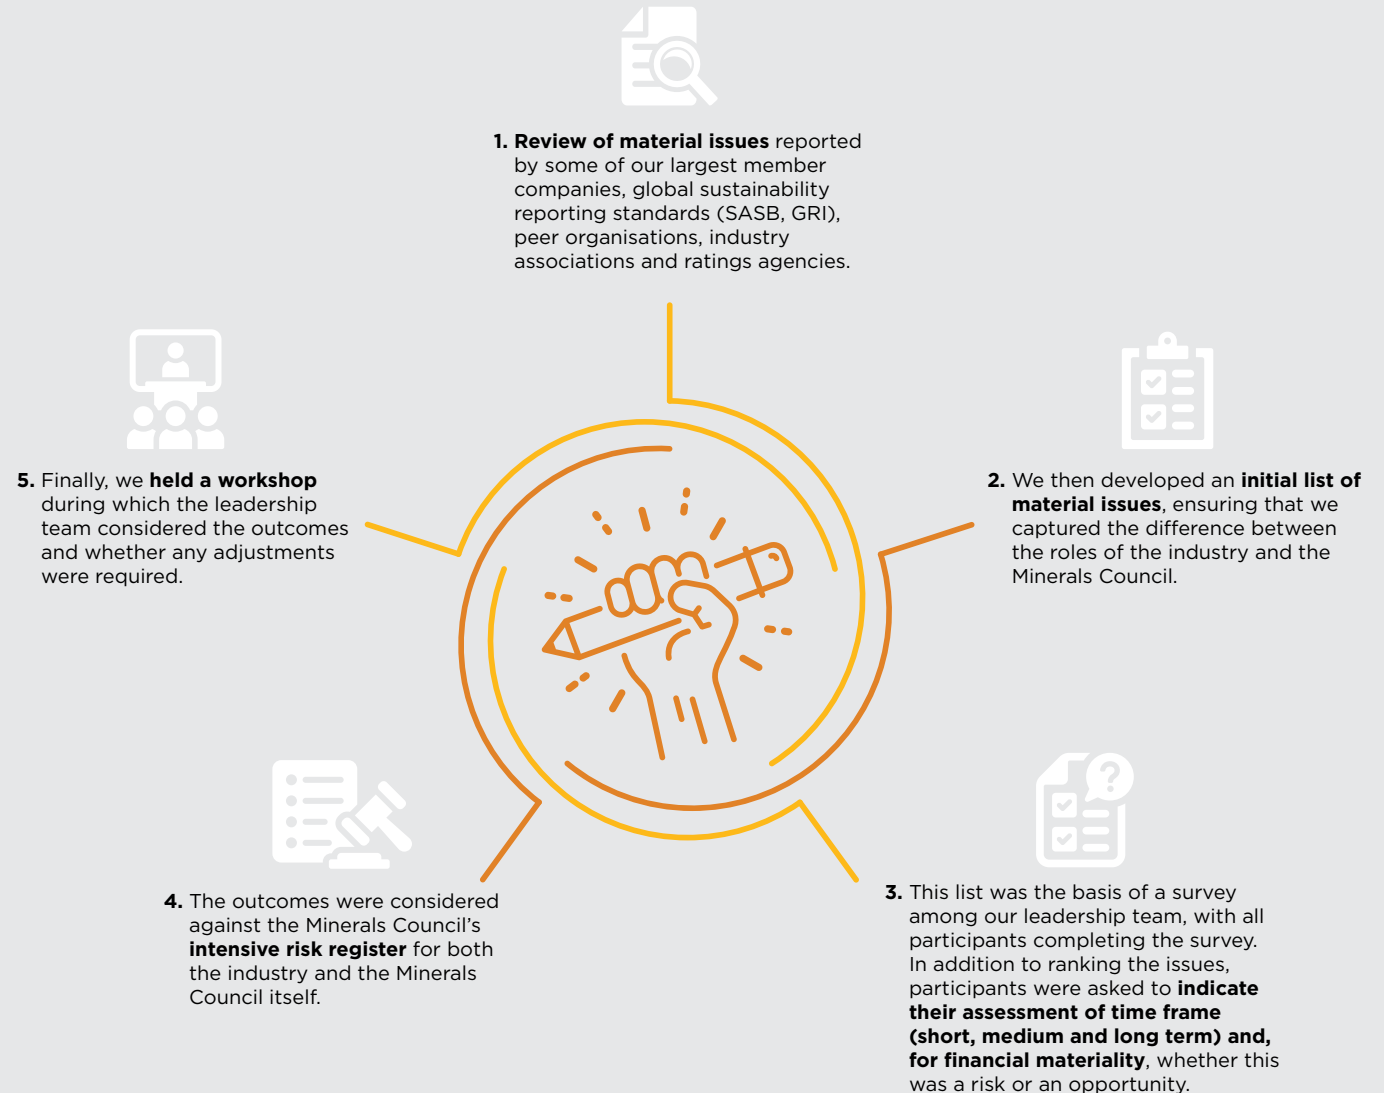 1. Review of material issues reported
by some of our largest member
companies, global sustainability
reporting standards (SASB, GRI),
peer organisations, industry
associations and ratings agencies.
2. We then developed an initial list of
material issues, ensuring that we
captured the difference between
the roles of the industry and the
Minerals Council.
3. This list was the basis of a survey
among our leadership team, with all
participants completing the survey.
In addition to ranking the issues,
participants were asked to indicate
their assessment of time frame
(short, medium and long term) and,
for financial materiality, whether this
was a risk or an opportunity.
4. The outcomes were considered
against the Minerals Council’s
intensive risk register for both
the industry and the Minerals
Council itself.
5. Finally, we held a workshop
during which the leadership
team considered the outcomes
and whether any adjustments
were required.
?